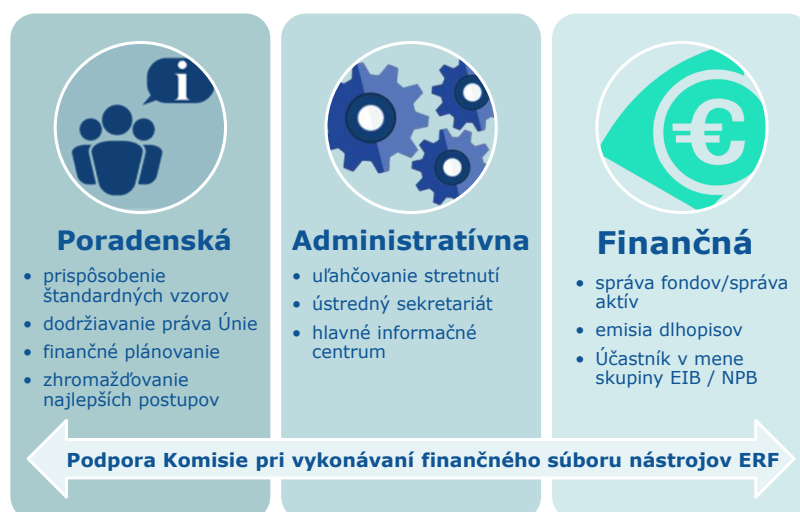 i
Poradenská
• prispôsobenie
štandardných vzorov
• dodržiavanie práva Únie
• finančné plánovanie
• zhromažďovanie
najlepších postupov
Administratívna
• uľahčovanie stretnutí
• ústredný sekretariát
• hlavné informačné
centrum
€
Finančná
• správa fondov/správa
aktív
• emisia dlhopisov
• Účastník v mene
skupiny EIB / NPB
Podpora Komisie pri vykonávaní finančného súboru nástrojov ERF